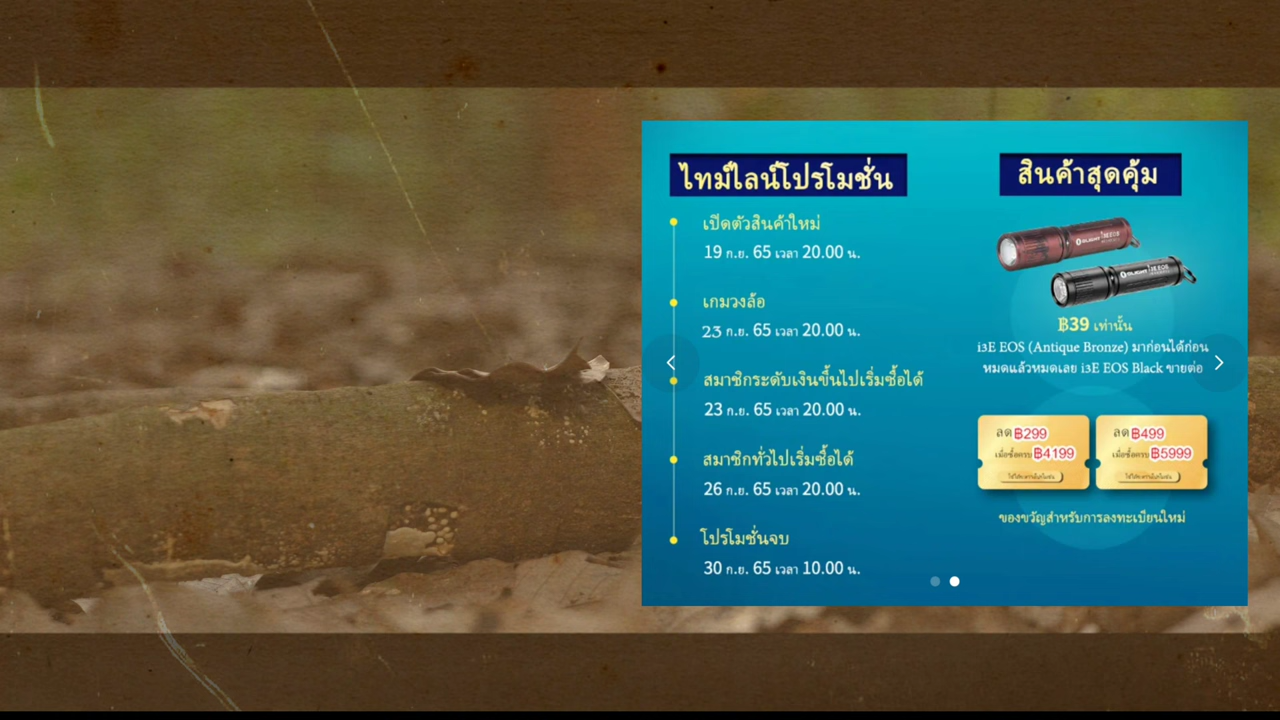 ไทม์ไลน์โปรโมชั่น
เปิดตัวสินค้าใหม่
19 ก.ย. 65 เวลา 20.00 น.
เกมวงล้อ
23 ก.ย. 65 เวลา 20.00 น.
สมาชิกระดับเงินขึ้นไปเริ่มซื้อได้
23 ก.ย. 65 เวลา 20.00 น.
สมาชิกทั่วไปเริ่มซื้อได้
26 ก.ย. 65 เวลา 20.00 น.
โปรโมชั่นจบ
30 ก.ย. 65 เวลา 10.00 น.
สินค้าสุดคุ้ม
OLIGHT i3E EOS
OLIGHT i3E EOS
฿39 เท่านั้น
i3E EOS (Antique Bronze) มาก่อนได้ก่อน
หมดแล้วหมดเลย i3E EOS Black ขายต่อ
ลด ฿299
เมื่อซื้อครบ ฿4199
ลด ฿499
เมื่อซื้อครบ ฿5999
ของขวัญสำหรับการลงทะเบียนใหม่